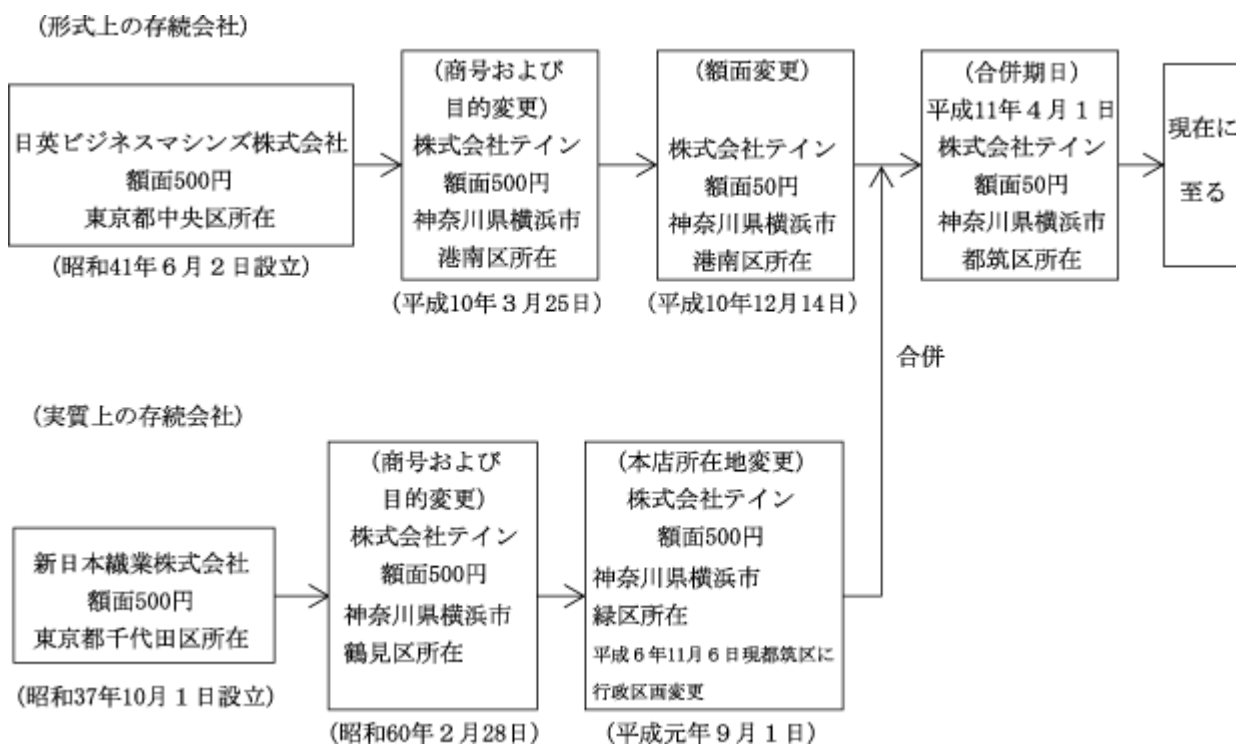 (形式上の存続会社)
日英ビジネスマシンズ株式会社
額面500円
東京都中央区所在
(昭和41年6月2日設立)
(商号および
目的変更)
株式会社テイン
額面500円
神奈川県横浜市
港南区所在
(平成10年3月25日)
(額面変更)
株式会社テイン
額面50円
神奈川県横浜市
港南区所在
(平成10年12月14日)
(合併期日)
平成11年4月1日
株式会社テイン
額面50円
神奈川県横浜市
都筑区所在
現在に
至る
合併
(実質上の存続会社)
新日本繊業株式会社
額面500円
東京都千代田区所在
(昭和37年10月1日設立)
(商号および
目的変更)
株式会社テイン
額面500円
神奈川県横浜市
鶴見区所在
(昭和60年2月28日)
(本店所在地変更)
株式会社テイン
額面500円
神奈川県横浜市
緑区所在
平成6年11月6日現都筑区に
行政区画変更
(平成元年9月1日)